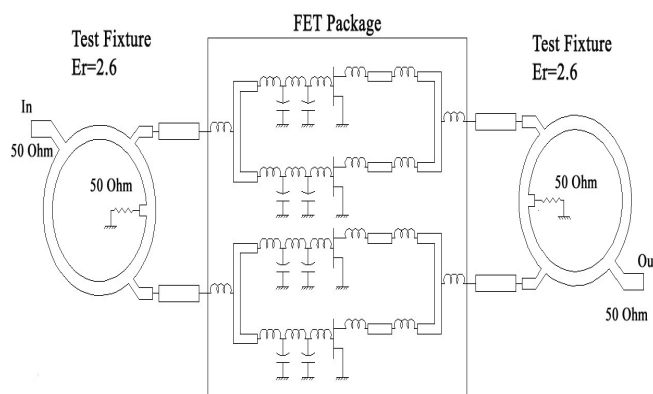 FET Package
Test Fixture
Er=2.6
Test Fixture
Er=2.6
In
50 Ohm
50 Ohm
50 Ohm
Ou
50 Ohm